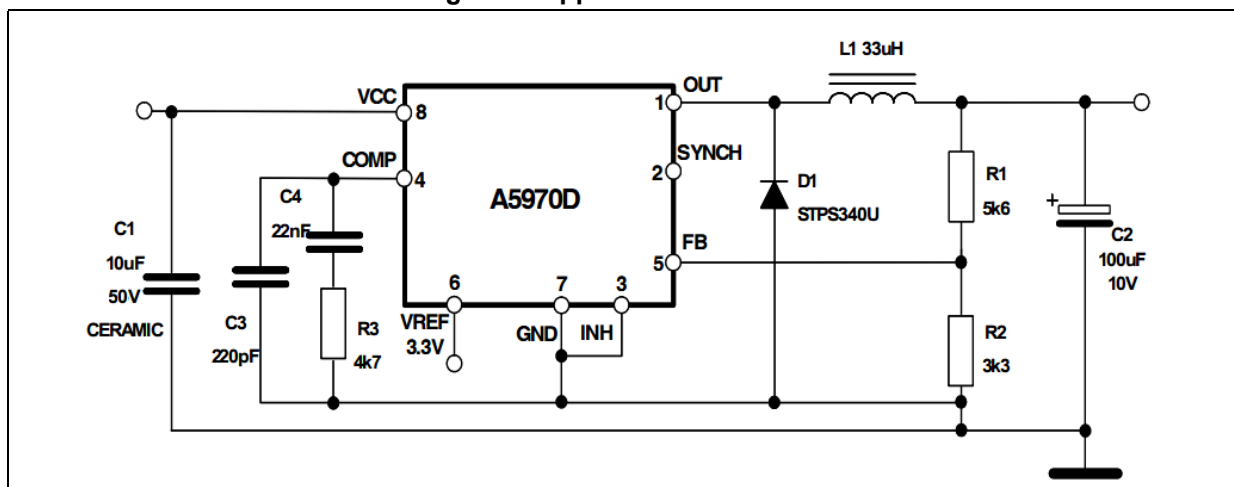 L1 33uH
OUT
VCC
1
8
COMP
SYNCH
4
2
C4
A5970D
D1
R1
STPS340U
5k6
+
C1
22nF
FB
C2
10uF
5
100uF
50V
6
7
3
10V
CERAMIC
C3
R3
VREF
GND
INH
R2
220pF
4k7
3.3V
3k3